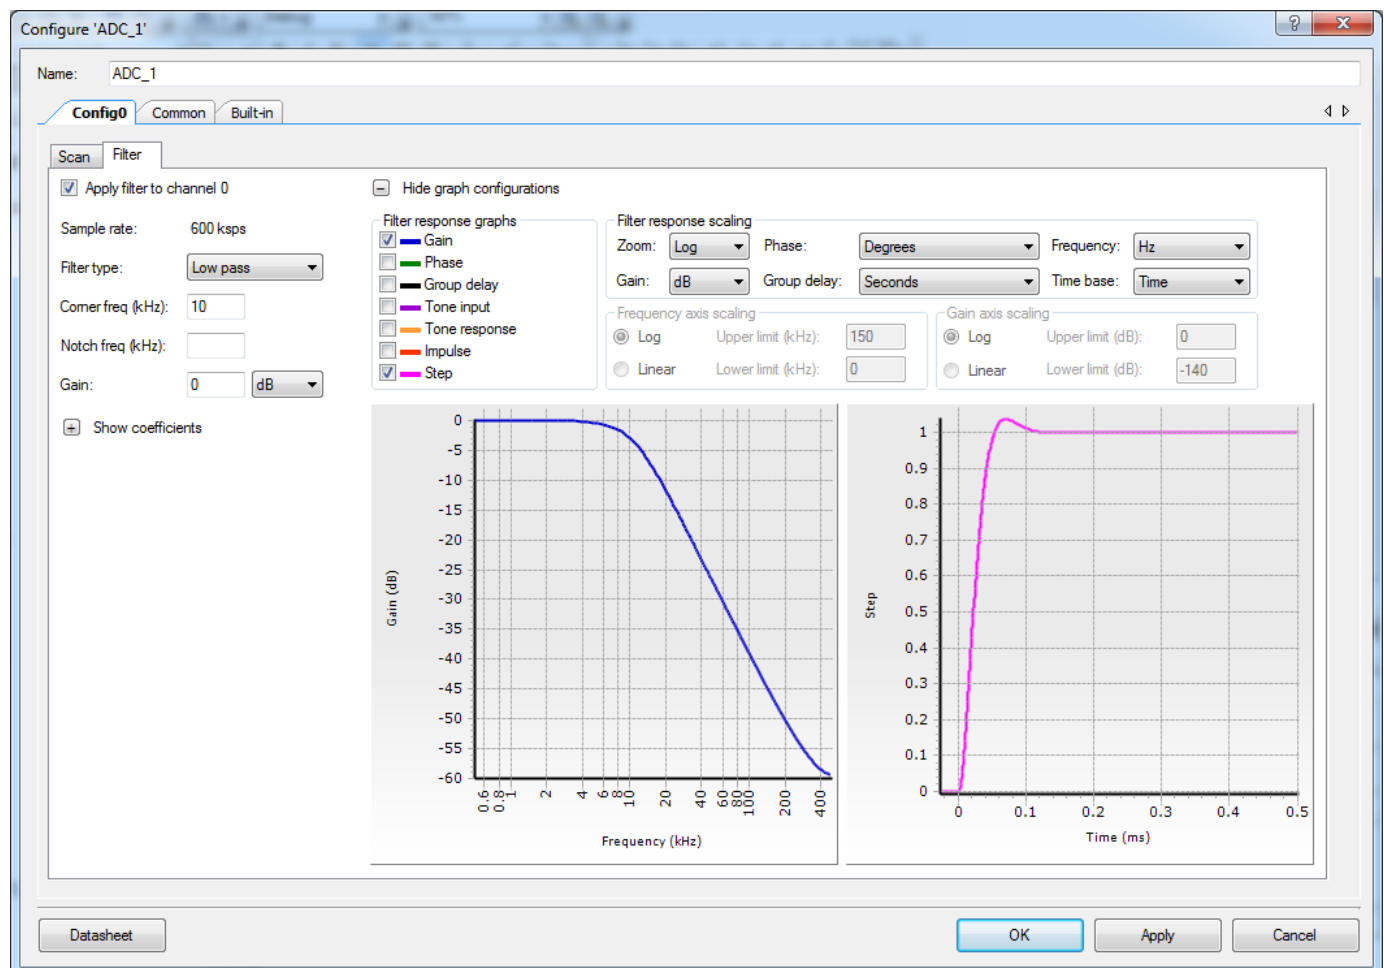 Configure 'ADC_1'
Name: ADC_1
Config0 Common Built-in
Scan Filter
Apply filter to channel 0
Hide graph configurations
Sample rate: 600 ksps
Filter type: Low pass
Corner freq (kHz): 10
Notch freq (kHz):
Gain: 0 dB
Show coefficients
Filter response graphs
Gain
Phase
Group delay
Tone input
Tone response
Impulse
Step
Filter response scaling
Zoom: Log Phase: Degrees Frequency: Hz
Gain: dB Group delay: Seconds Time base: Time
Frequency axis scaling
Log Upper limit (kHz): 150
Linear Lower limit (kHz): 0
Gain axis scaling
Log Upper limit (dB): 0
Linear Lower limit (dB): -140
Gain (dB)
0
-5
-10
-15
-20
-25
-30
-35
-40
-45
-50
-55
-60
0.6 0.8 1 2 4 6 8 10 20 40 60 80 100 200 400
Frequency (kHz)
Step
1
0.9
0.8
0.7
0.6
0.5
0.4
0.3
0.2
0.1
0
0 0.1 0.2 0.3 0.4 0.5
Time (ms)
Datasheet OK Apply Cancel